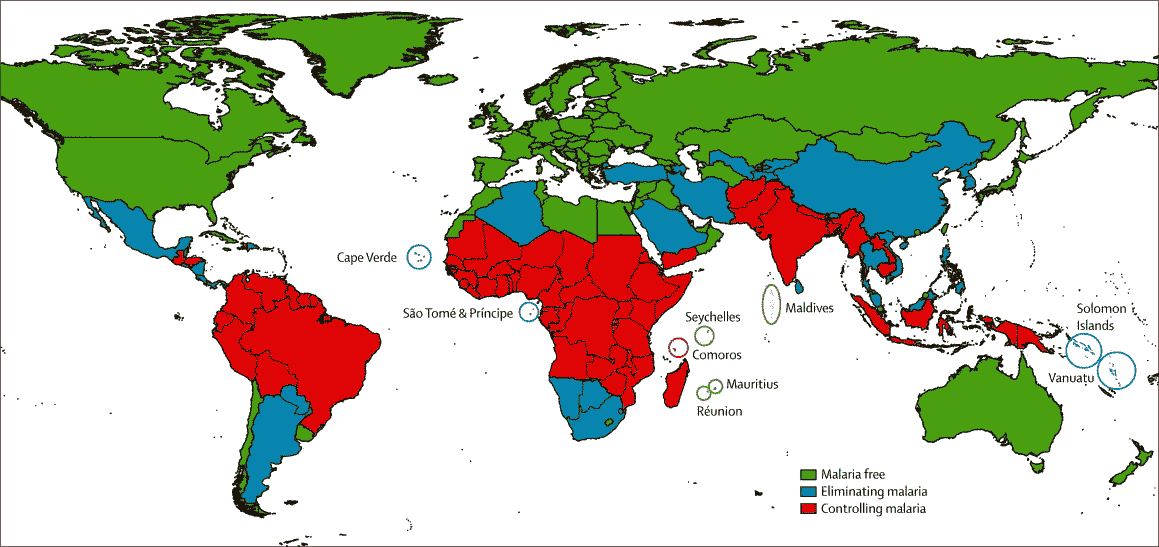 Cape Verde
São Tomé & Príncipe
Seychelles
Maldives
Comoros
Mauritius
Réunion
Solomon
Islands
Vanuatu
Malaria free
Eliminating malaria
Controlling malaria